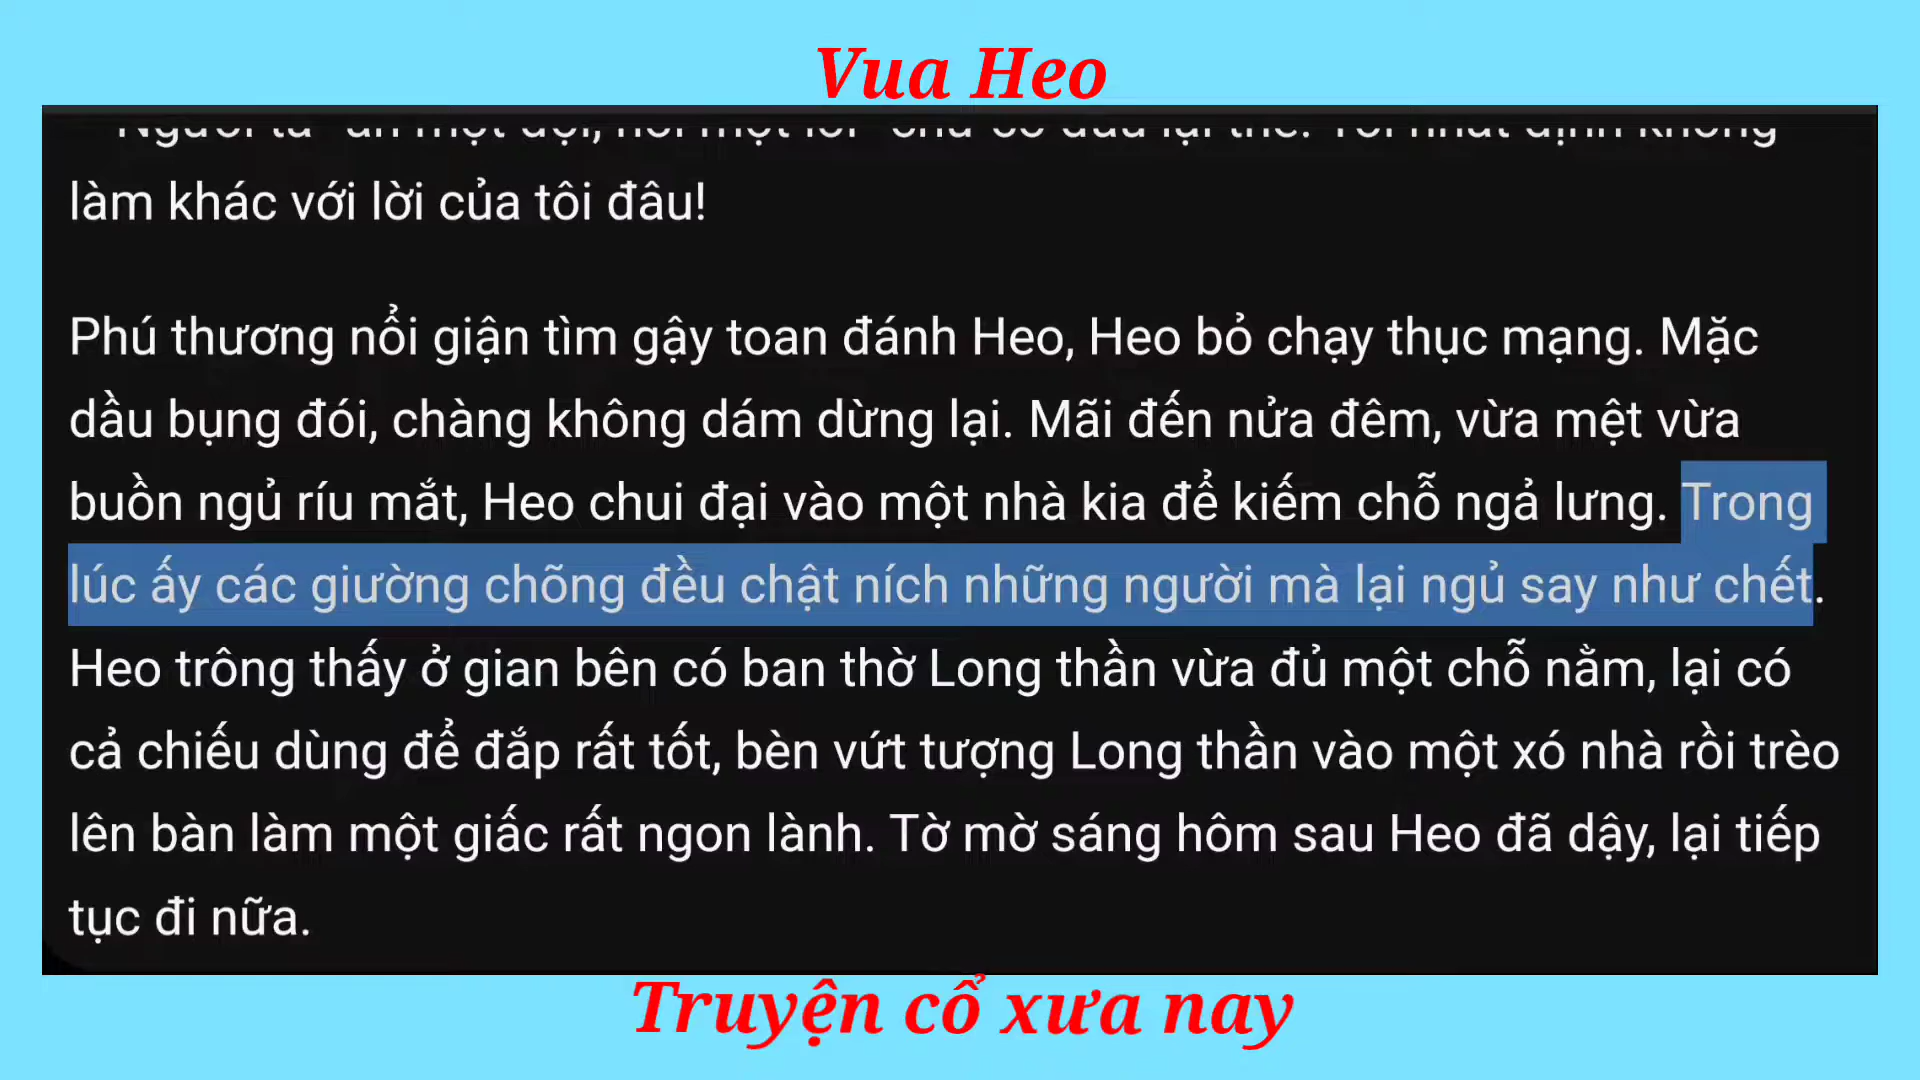 Vua Heo
làm khác với lời của tôi đâu!
Phú thương nổi giận tìm gậy toan đánh Heo, Heo bỏ chạy thục mạng. Mặc
dầu bụng đói, chàng không dám dừng lại. Mãi đến nửa đêm, vừa mệt vừa
buồn ngủ ríu mắt, Heo chui đại vào một nhà kia để kiếm chỗ ngả lưng. Trong
lúc ấy các giường chõng đều chật ních những người mà lại ngủ say như chết.
Heo trông thấy ở gian bên có ban thờ Long thần vừa đủ một chỗ nằm, lại có
cả chiếu dùng để đắp rất tốt, bèn vứt tượng Long thần vào một xó nhà rồi trèo
lên bàn làm một giấc rất ngon lành. Tờ mờ sáng hôm sau Heo đã dậy, lại tiếp
tục đi nữa.
Truyện cổ xưa nay